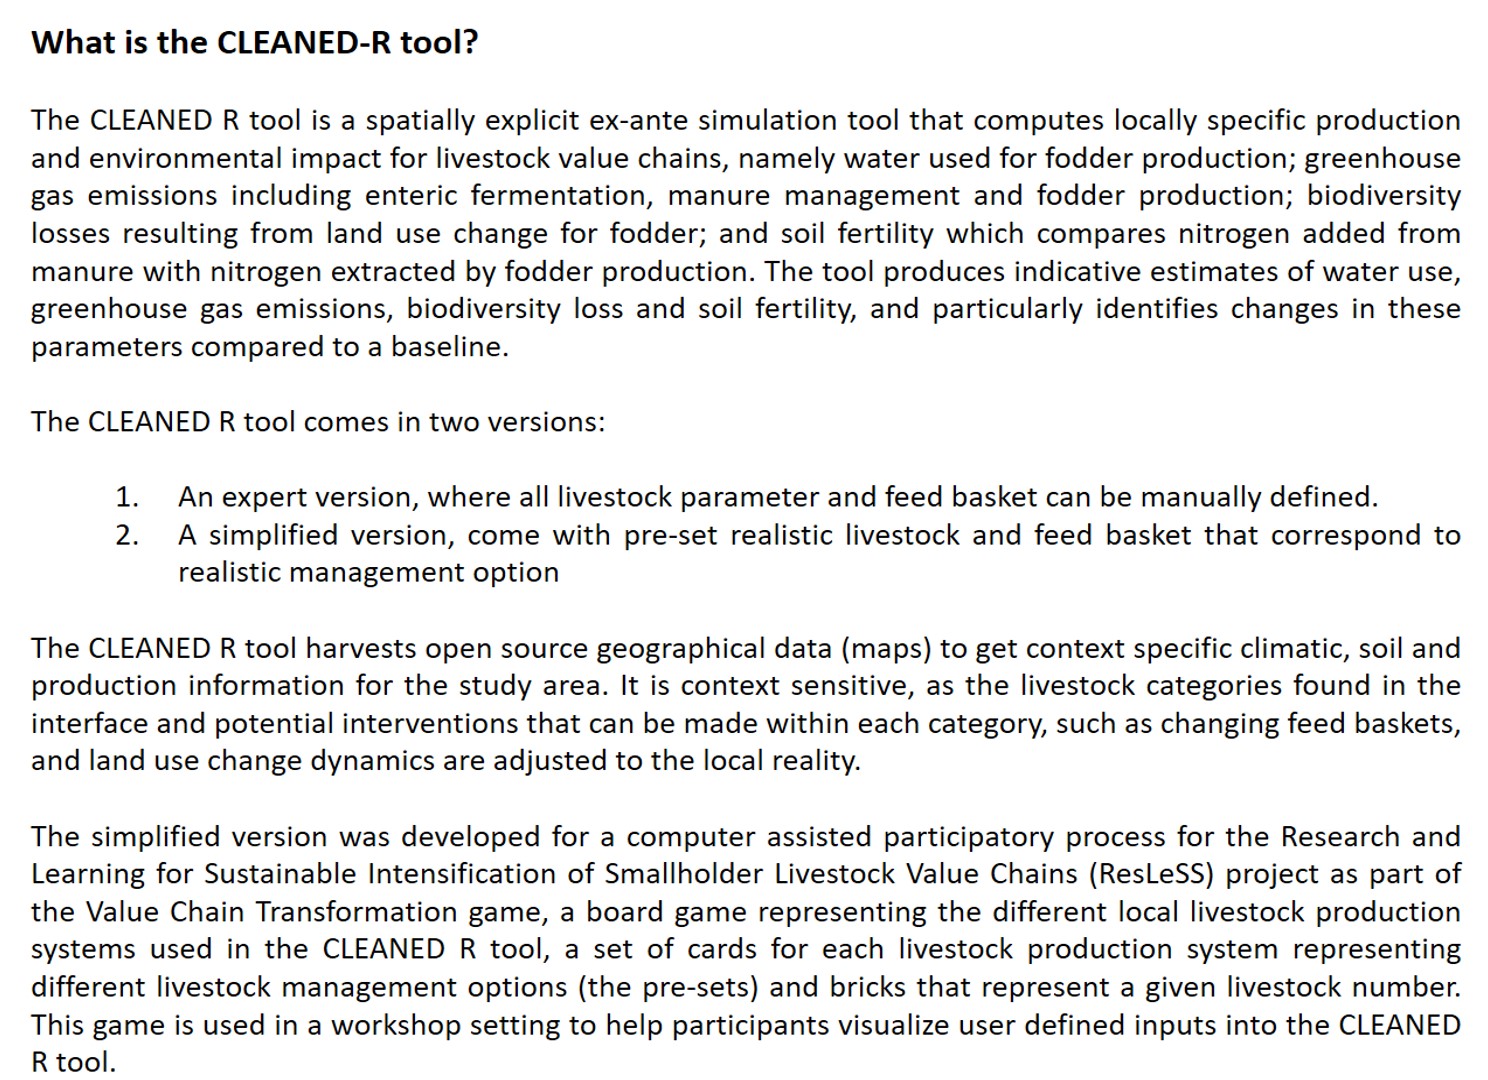 What is the CLEANED-R tool?
The CLEANED R tool is a spatially explicit ex-ante simulation tool that computes locally specific production
and environmental impact for livestock value chains, namely water used for fodder production; greenhouse
gas emissions including enteric fermentation, manure management and fodder production; biodiversity
losses resulting from land use change for fodder; and soil fertility which compares nitrogen added from
manure with nitrogen extracted by fodder production. The tool produces indicative estimates of water use,
greenhouse gas emissions, biodiversity loss and soil fertility, and particularly identifies changes in these
parameters compared to a baseline.
The CLEANED R tool comes in two versions:
1. An expert version, where all livestock parameter and feed basket can be manually defined.
2. A simplified version, come with pre-set realistic livestock and feed basket that correspond to
realistic management option
The CLEANED R tool harvests open source geographical data (maps) to get context specific climatic, soil and
production information for the study area. It is context sensitive, as the livestock categories found in the
interface and potential interventions that can be made within each category, such as changing feed baskets,
and land use change dynamics are adjusted to the local reality.
The simplified version was developed for a computer assisted participatory process for the Research and
Learning for Sustainable Intensification of Smallholder Livestock Value Chains (ResLeSS) project as part of
the Value Chain Transformation game, a board game representing the different local livestock production
systems used in the CLEANED R tool, a set of cards for each livestock production system representing
different livestock management options (the pre-sets) and bricks that represent a given livestock number.
This game is used in a workshop setting to help participants visualize user defined inputs into the CLEANED
R tool.